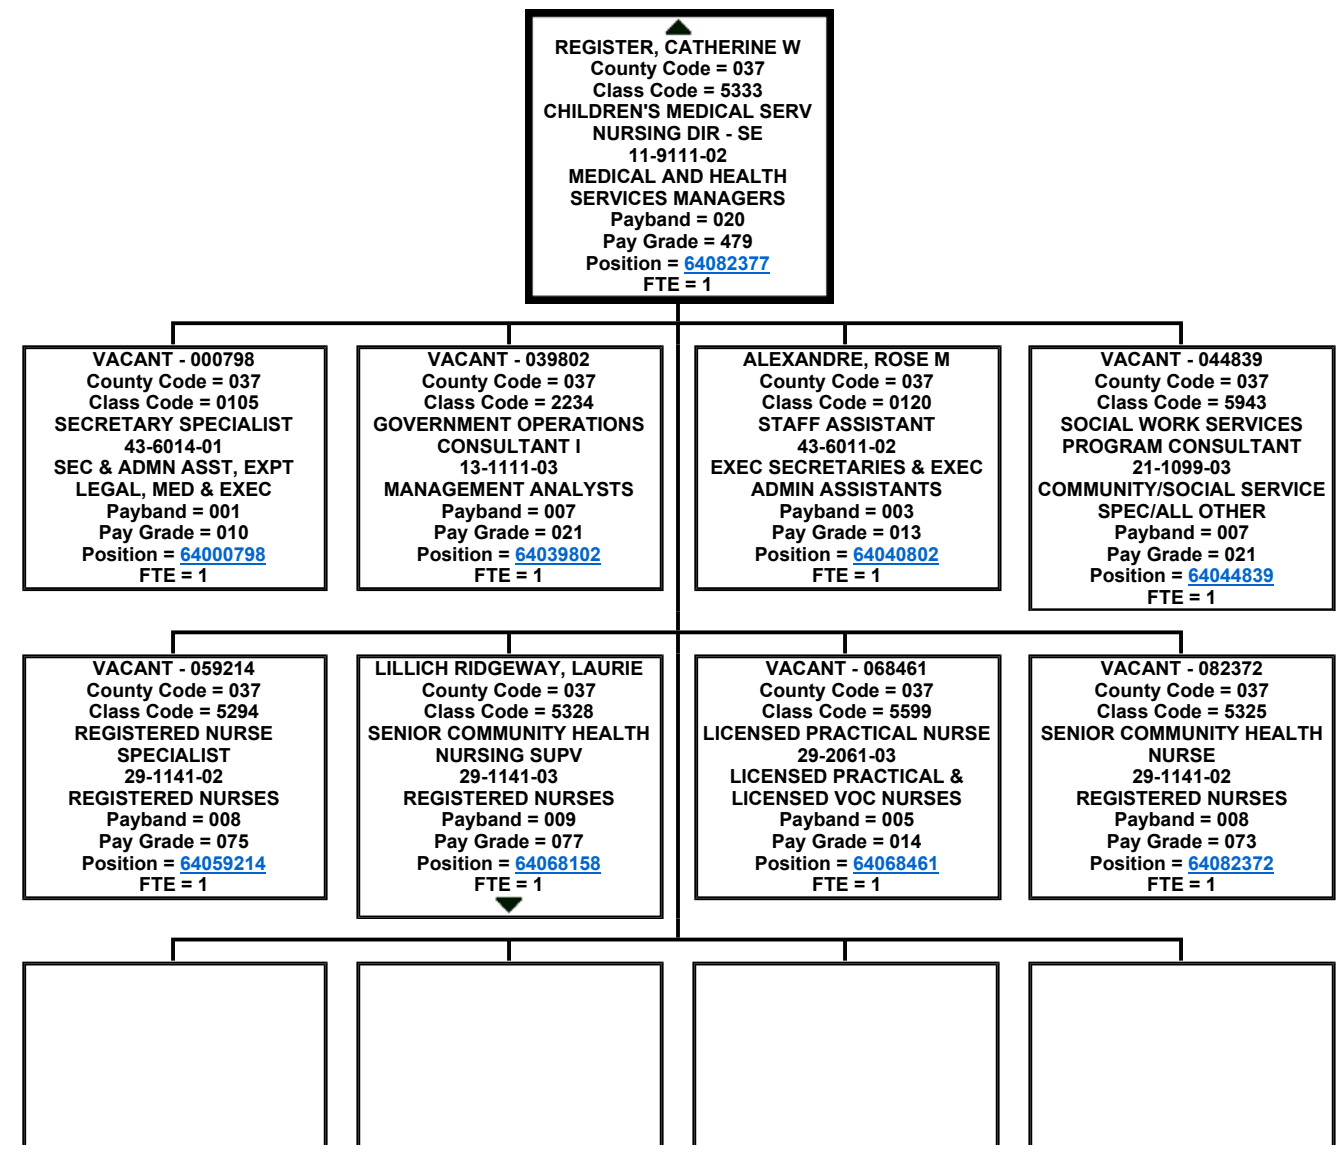 REGISTER, CATHERINE W
County Code = 037
Class Code = 5333
CHILDREN'S MEDICAL SERV
NURSING DIR - SE
11-9111-02
MEDICAL AND HEALTH
SERVICES MANAGERS
Payband = 020
Pay Grade = 479
Position = 64082377
FTE = 1
VACANT - 000798
County Code = 037
Class Code = 0105
SECRETARY SPECIALIST
43-6014-01
SEC & ADMN ASST, EXPT
LEGAL, MED & EXEC
Payband = 001
Pay Grade = 010
Position = 64000798
FTE = 1
VACANT - 039802
County Code = 037
Class Code = 2234
GOVERNMENT OPERATIONS
CONSULTANT I
13-1111-03
MANAGEMENT ANALYSTS
Payband = 007
Pay Grade = 021
Position = 64039802
FTE = 1
ALEXANDRE, ROSE M
County Code = 037
Class Code = 0120
STAFF ASSISTANT
43-6011-02
EXEC SECRETARIES & EXEC
ADMIN ASSISTANTS
Payband = 003
Pay Grade = 013
Position = 64040802
FTE = 1
VACANT - 044839
County Code = 037
Class Code = 5943
SOCIAL WORK SERVICES
PROGRAM CONSULTANT
21-1099-03
COMMUNITY/SOCIAL SERVICE
SPEC/ALL OTHER
Payband = 007
Pay Grade = 021
Position = 64044839
FTE = 1
VACANT - 059214
County Code = 037
Class Code = 5294
REGISTERED NURSE
SPECIALIST
29-1141-02
REGISTERED NURSES
Payband = 008
Pay Grade = 075
Position = 64059214
FTE = 1
LILLICH RIDGEWAY, LAURIE
County Code = 037
Class Code = 5328
SENIOR COMMUNITY HEALTH
NURSING SUPV
29-1141-03
REGISTERED NURSES
Payband = 009
Pay Grade = 077
Position = 64068158
FTE = 1
VACANT - 068461
County Code = 037
Class Code = 5599
LICENSED PRACTICAL NURSE
29-2061-03
LICENSED PRACTICAL &
LICENSED VOC NURSES
Payband = 005
Pay Grade = 014
Position = 64068461
FTE = 1
VACANT - 082372
County Code = 037
Class Code = 5325
SENIOR COMMUNITY HEALTH
NURSE
29-1141-02
REGISTERED NURSES
Payband = 008
Pay Grade = 073
Position = 64082372
FTE = 1